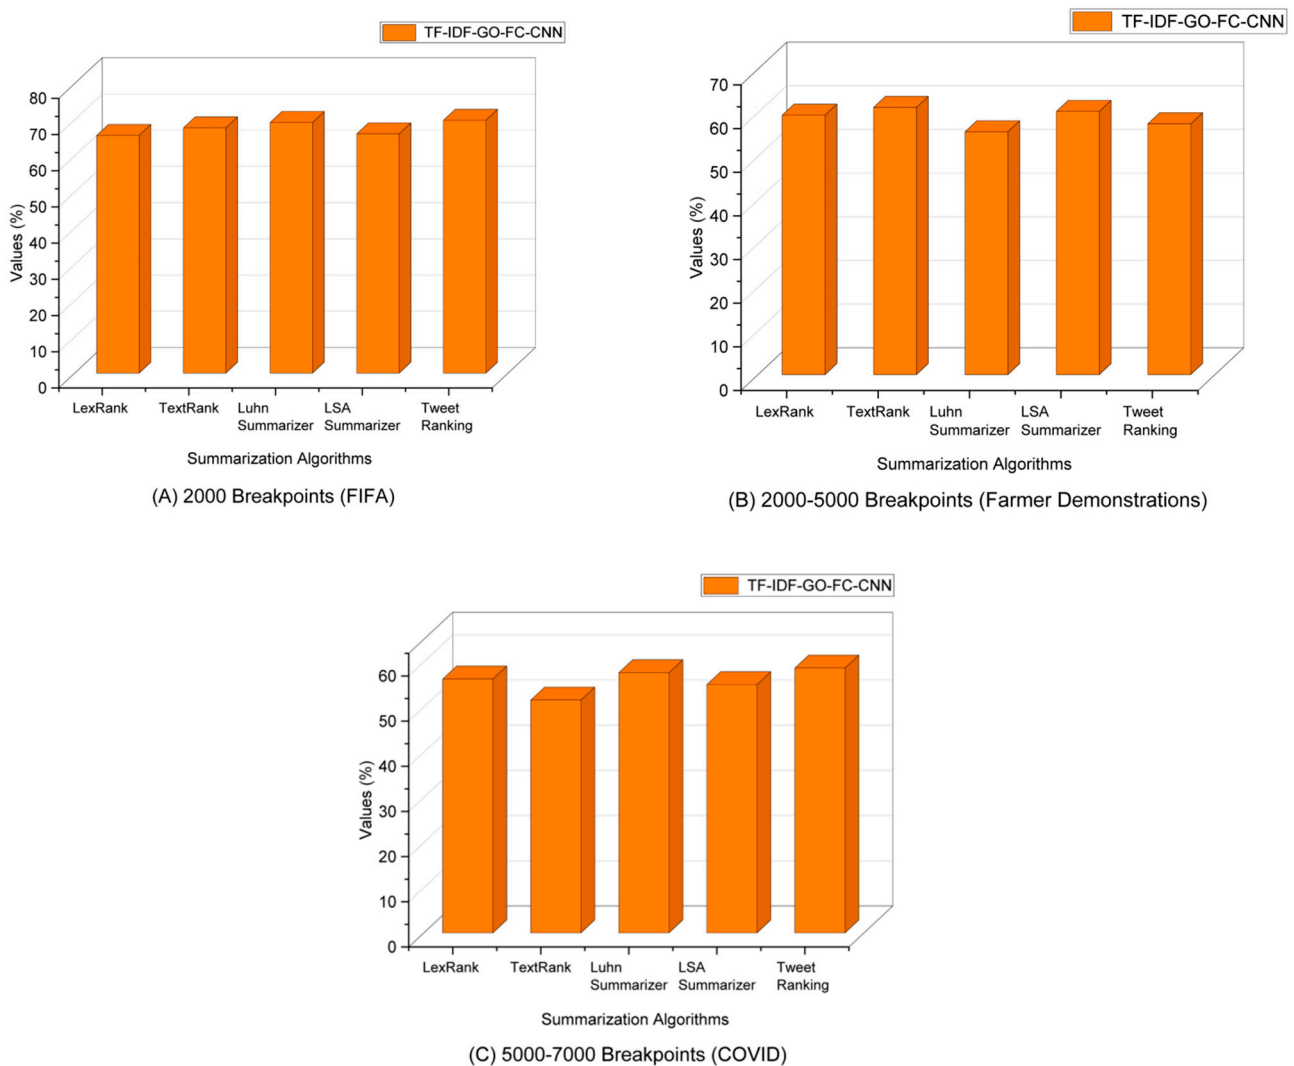 TF-IDF-GO-FC-CNN
80
70
60
50
40
30
20
10
0
Values (%)
LexRank TextRank Luhn LSA Tweet
Summarizer Summarizer Ranking
Summarization Algorithms
(A) 2000 Breakpoints (FIFA)
TF-IDF-GO-FC-CNN
70
60
50
40
30
20
10
0
Values (%)
LexRank TextRank Luhn LSA Tweet
Summarizer Summarizer Ranking
Summarization Algorithms
(B) 2000-5000 Breakpoints (Farmer Demonstrations)
TF-IDF-GO-FC-CNN
60
50
40
30
20
10
0
Values (%)
LexRank TextRank Luhn LSA Tweet
Summarizer Summarizer Ranking
Summarization Algorithms
(C) 5000-7000 Breakpoints (COVID)